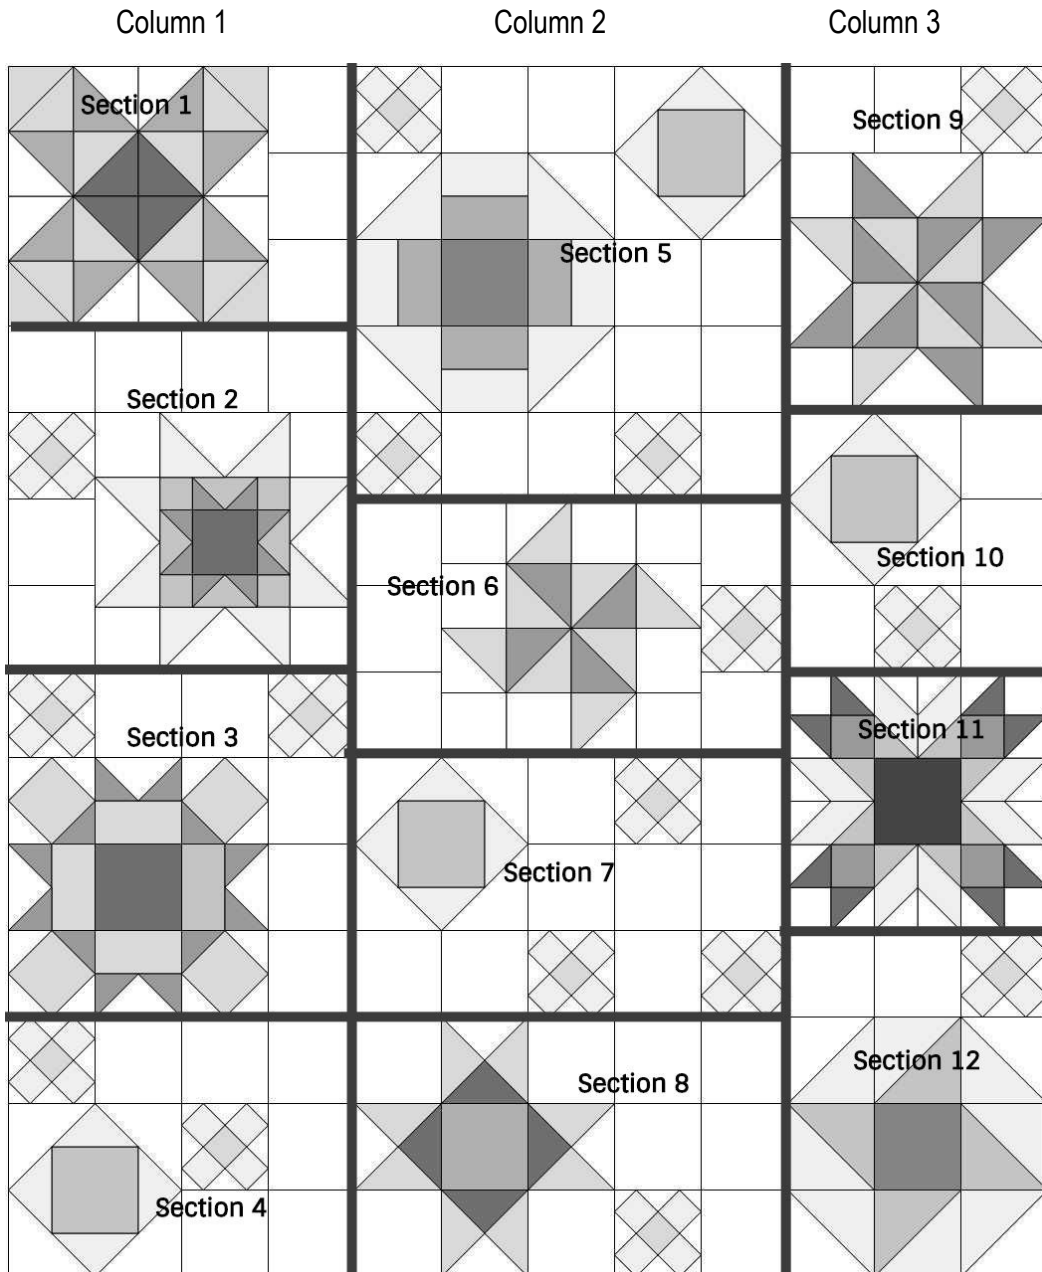 Column 1 Column 2 Column 3
Section 1
Section 2
Section 3
Section 4
Section 5
Section 6
Section 7
Section 8
Section 9
Section 10
Section 11
Section 12